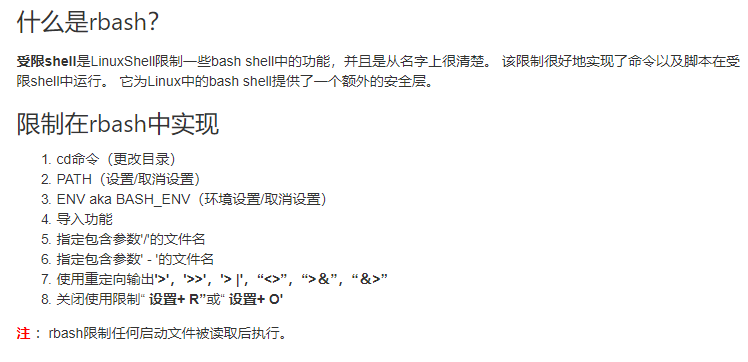 什么是rbash？
受限shell是LinuxShell限制一些bash shell中的功能，并且是从名字上很清楚。 该限制很好地实现了命令以及脚本在受
限shell中运行。 它为Linux中的bash shell提供了一个额外的安全层。
限制在rbash中实现
1. cd命令（更改目录）
2. PATH（设置/取消设置）
3. ENV aka BASH_ENV（环境设置/取消设置）
4. 导入功能
5. 指定包含参数'/'的文件名
6. 指定包含参数' - '的文件名
7. 使用重定向输出'>'，'>>'，'> |'，“<>”，“>＆”，“＆>”
8. 关闭使用限制“ 设置+ R”或“ 设置+ O'
注 ：rbash限制任何启动文件被读取后执行。